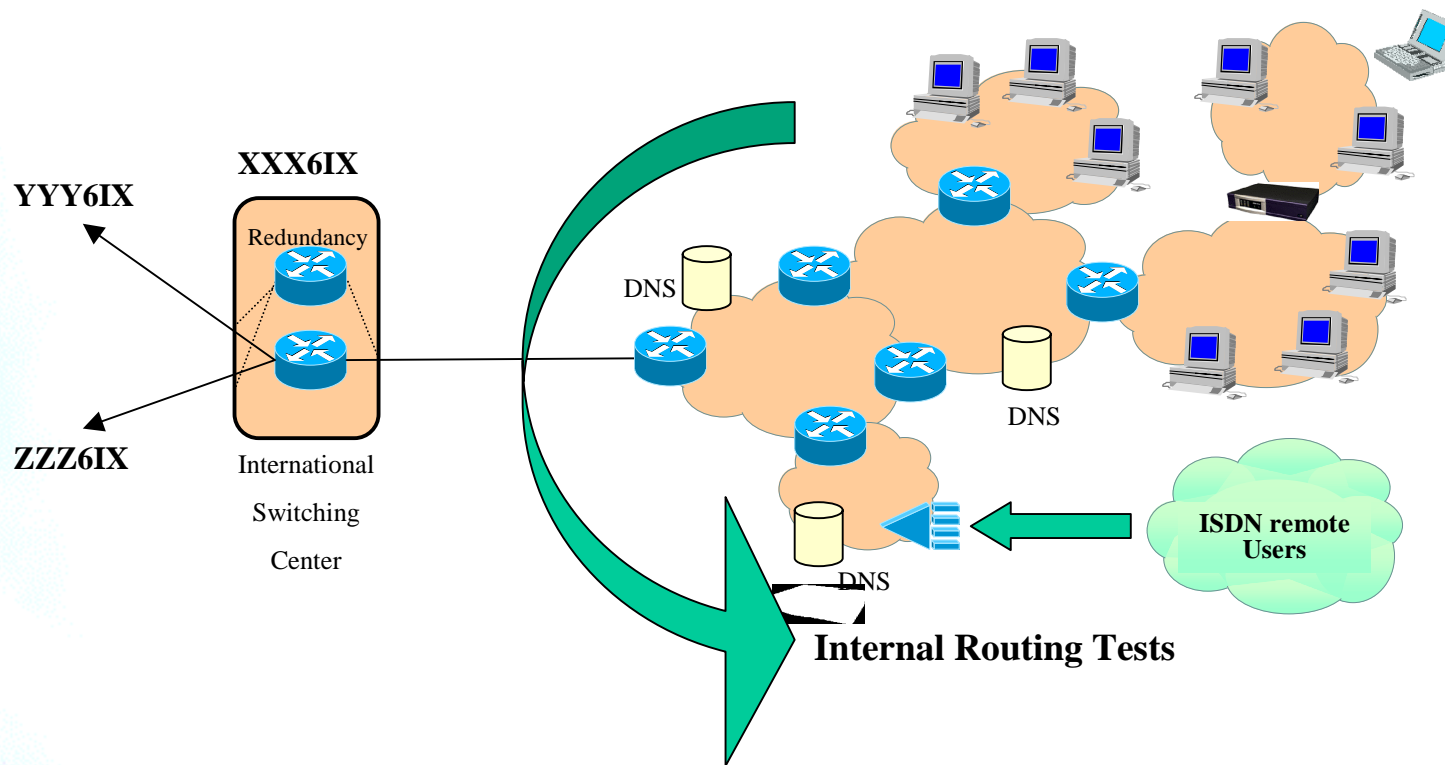 XXX6IX
YYY6IX
Redundancy
DNS
DNS
ZZZ6IX
International
Switching
Center
ISDN remote
Users
DNS
Internal Routing Tests